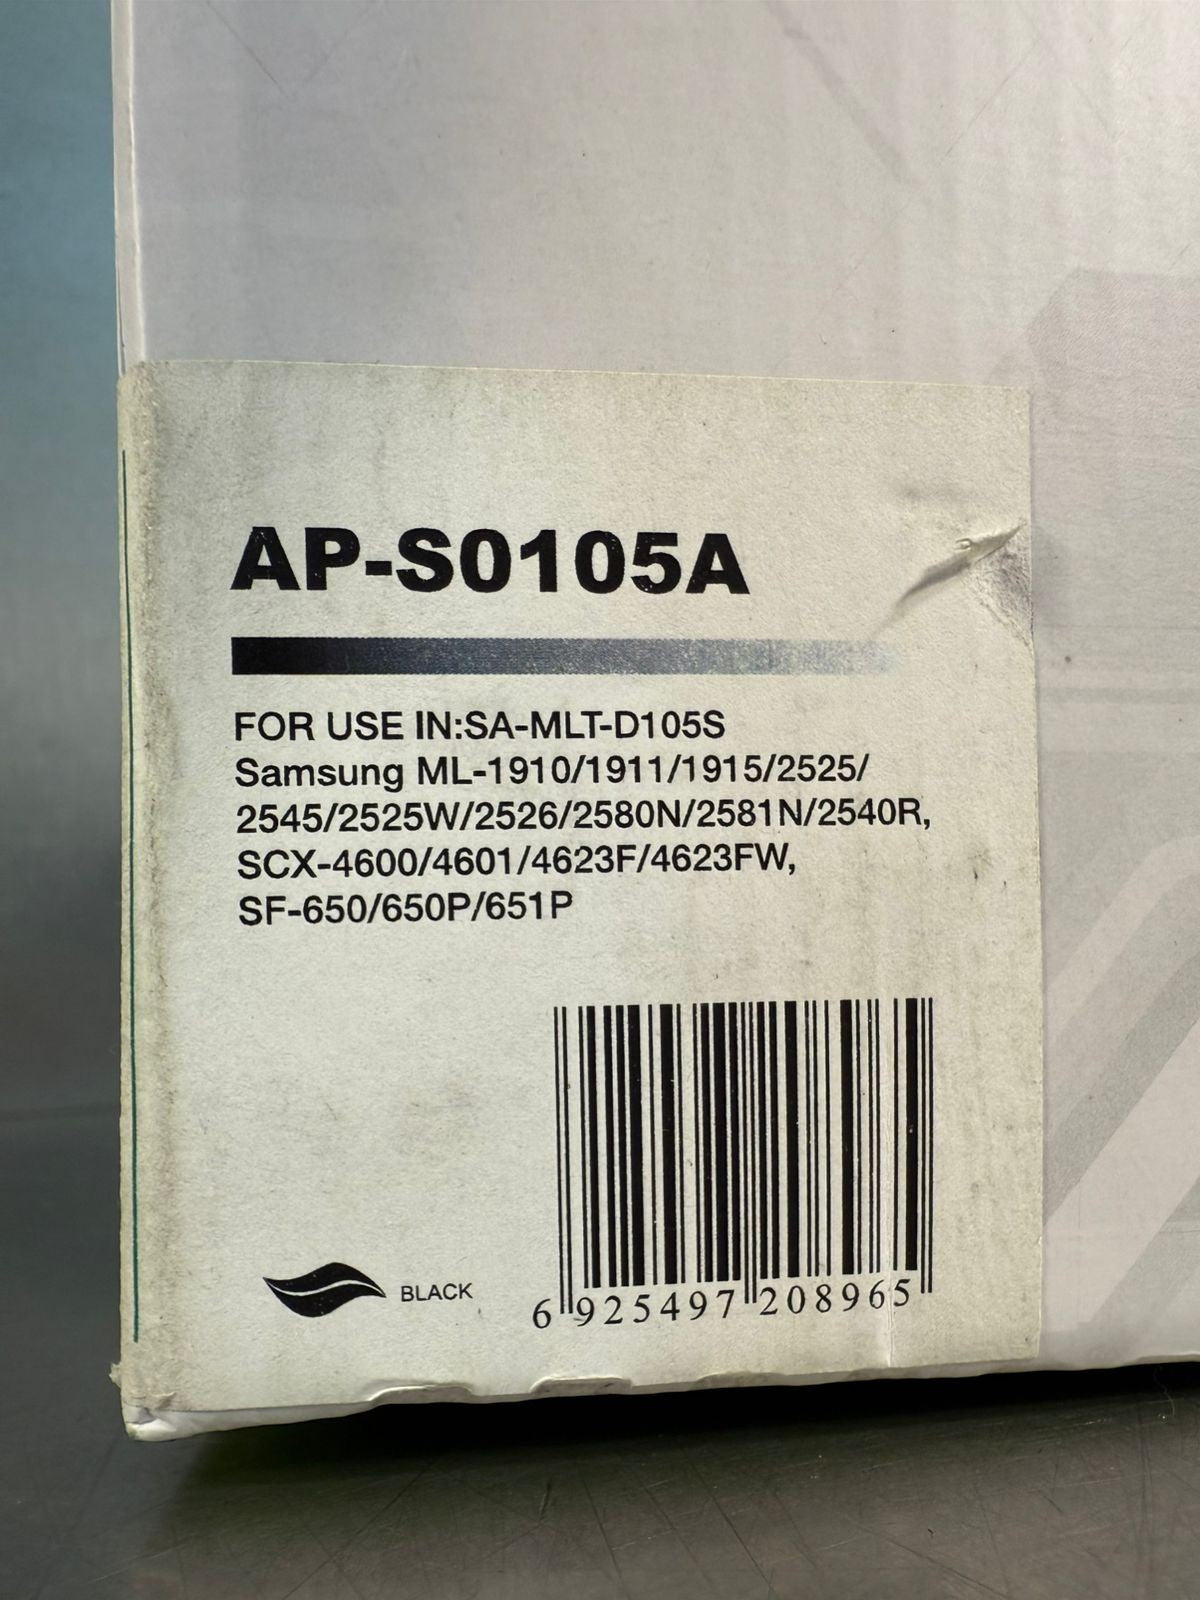 AP-S0105A
FOR USE IN:SA-MLT-D105S
Samsung ML-1910/1911/1915/2525/
2545/2525W/2526/2580N/2581N/2540R,
SCX-4600/4601/4623F/4623FW,
SF-650/650P/651P
BLACK
6 925497 208965